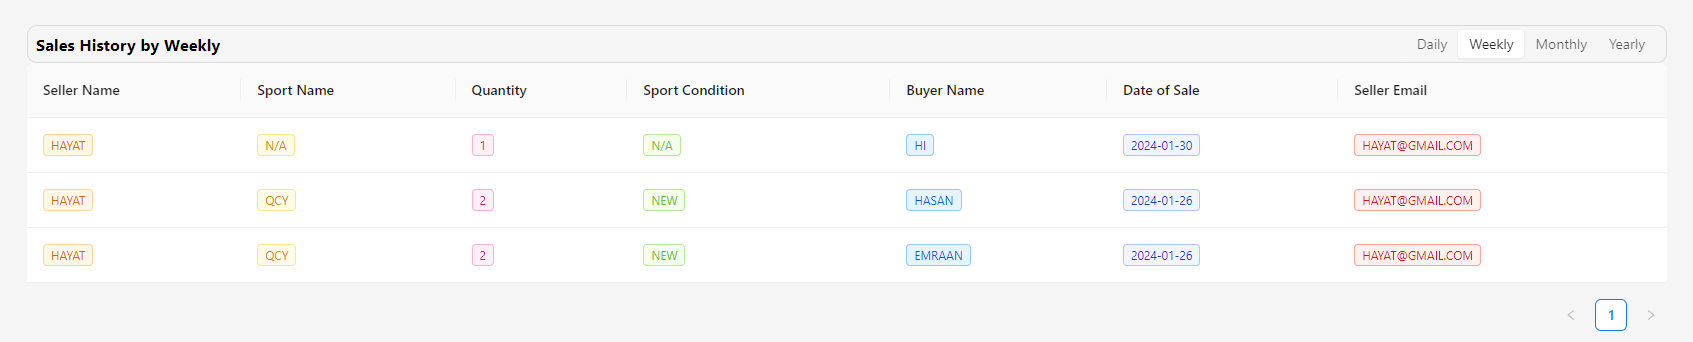 Sales History by Weekly Daily Weekly Monthly Yearly
Seller Name Sport Name Quantity Sport Condition Buyer Name Date of Sale Seller Email
HAYAT N/A 1 N/A HI 2024-01-30 HAYAT@GMAIL.COM
HAYAT QCY 2 NEW HASAN 2024-01-26 HAYAT@GMAIL.COM
HAYAT QCY 2 NEW EMRAAN 2024-01-26 HAYAT@GMAIL.COM
1